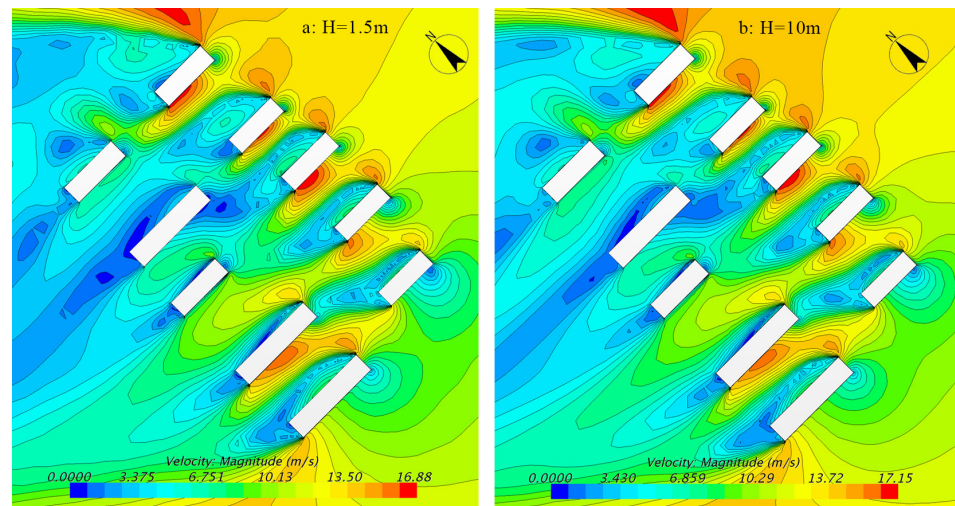 a: H=1.5m
N
Velocity: Magnitude (m/s)
0.0000 3.375 6.751 10.13 13.50 16.88
b: H=10m
N
Velocity: Magnitude (m/s)
0.0000 3.430 6.859 10.29 13.72 17.15